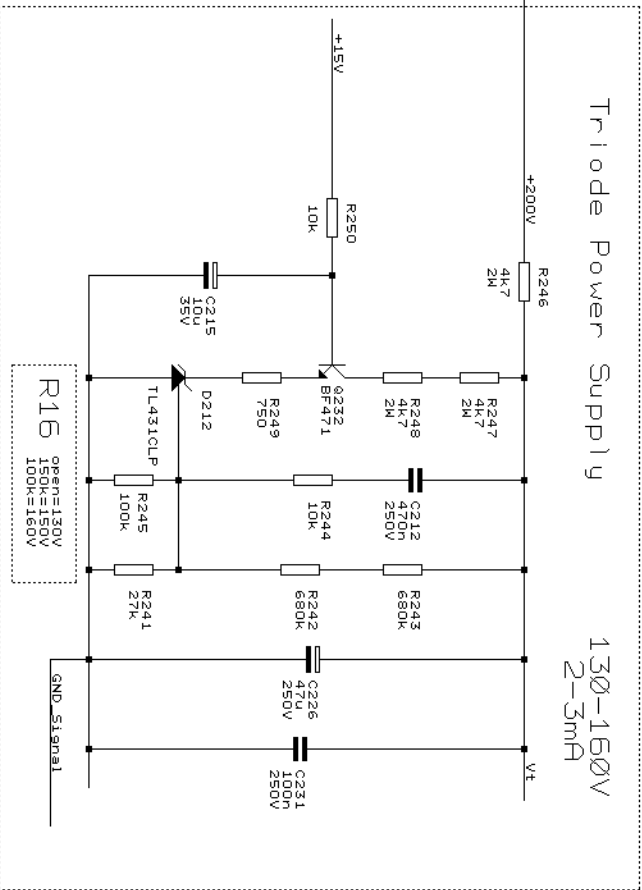 Triode Power Supply
130-160V
2-3mA
+200V
R246
4k7
2W
Vt
+15V
R250
10k
R247
4k7
2W
R248
4k7
2W
Q232
BF471
R249
750
D212
TL431CLP
C215
10u
35V
C212
470n
250V
R244
10k
R245
100k
R243
680k
R242
680k
R241
27k
C226
47u
250V
C231
100n
250V
GND_Signal
R16
open=130V
150k=150V
100k=160V